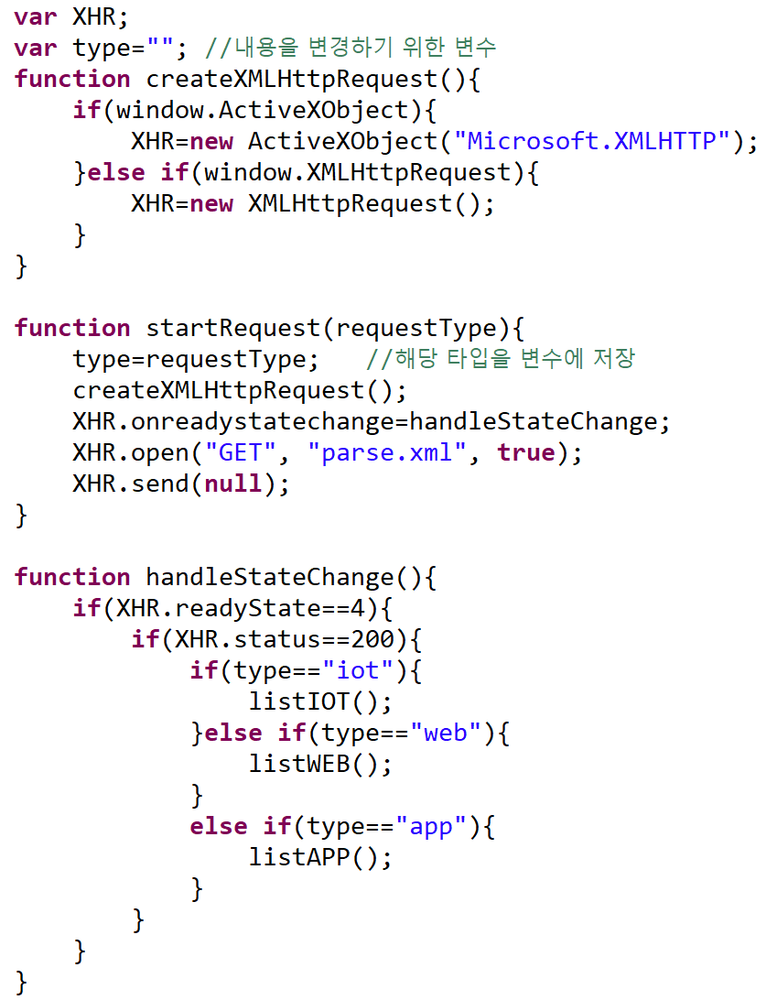 var XHR;
var type=""; //내용을 변경하기 위한 변수
function createXMLHttpRequest(){
    if(window.ActiveXObject){
        XHR=new ActiveXObject("Microsoft.XMLHTTP");
    }else if(window.XMLHttpRequest){
        XHR=new XMLHttpRequest();
    }
}

function startRequest(requestType){
    type=requestType;   //해당 타입을 변수에 저장
    createXMLHttpRequest();
    XHR.onreadystatechange=handleStateChange;
    XHR.open("GET", "parse.xml", true);
    XHR.send(null);
}

function handleStateChange(){
    if(XHR.readyState==4){
        if(XHR.status==200){
            if(type=="iot"){
                listIOT();
            }else if(type=="web"){
                listWEB();
            }
            else if(type=="app"){
                listAPP();
            }
        }
    }
}